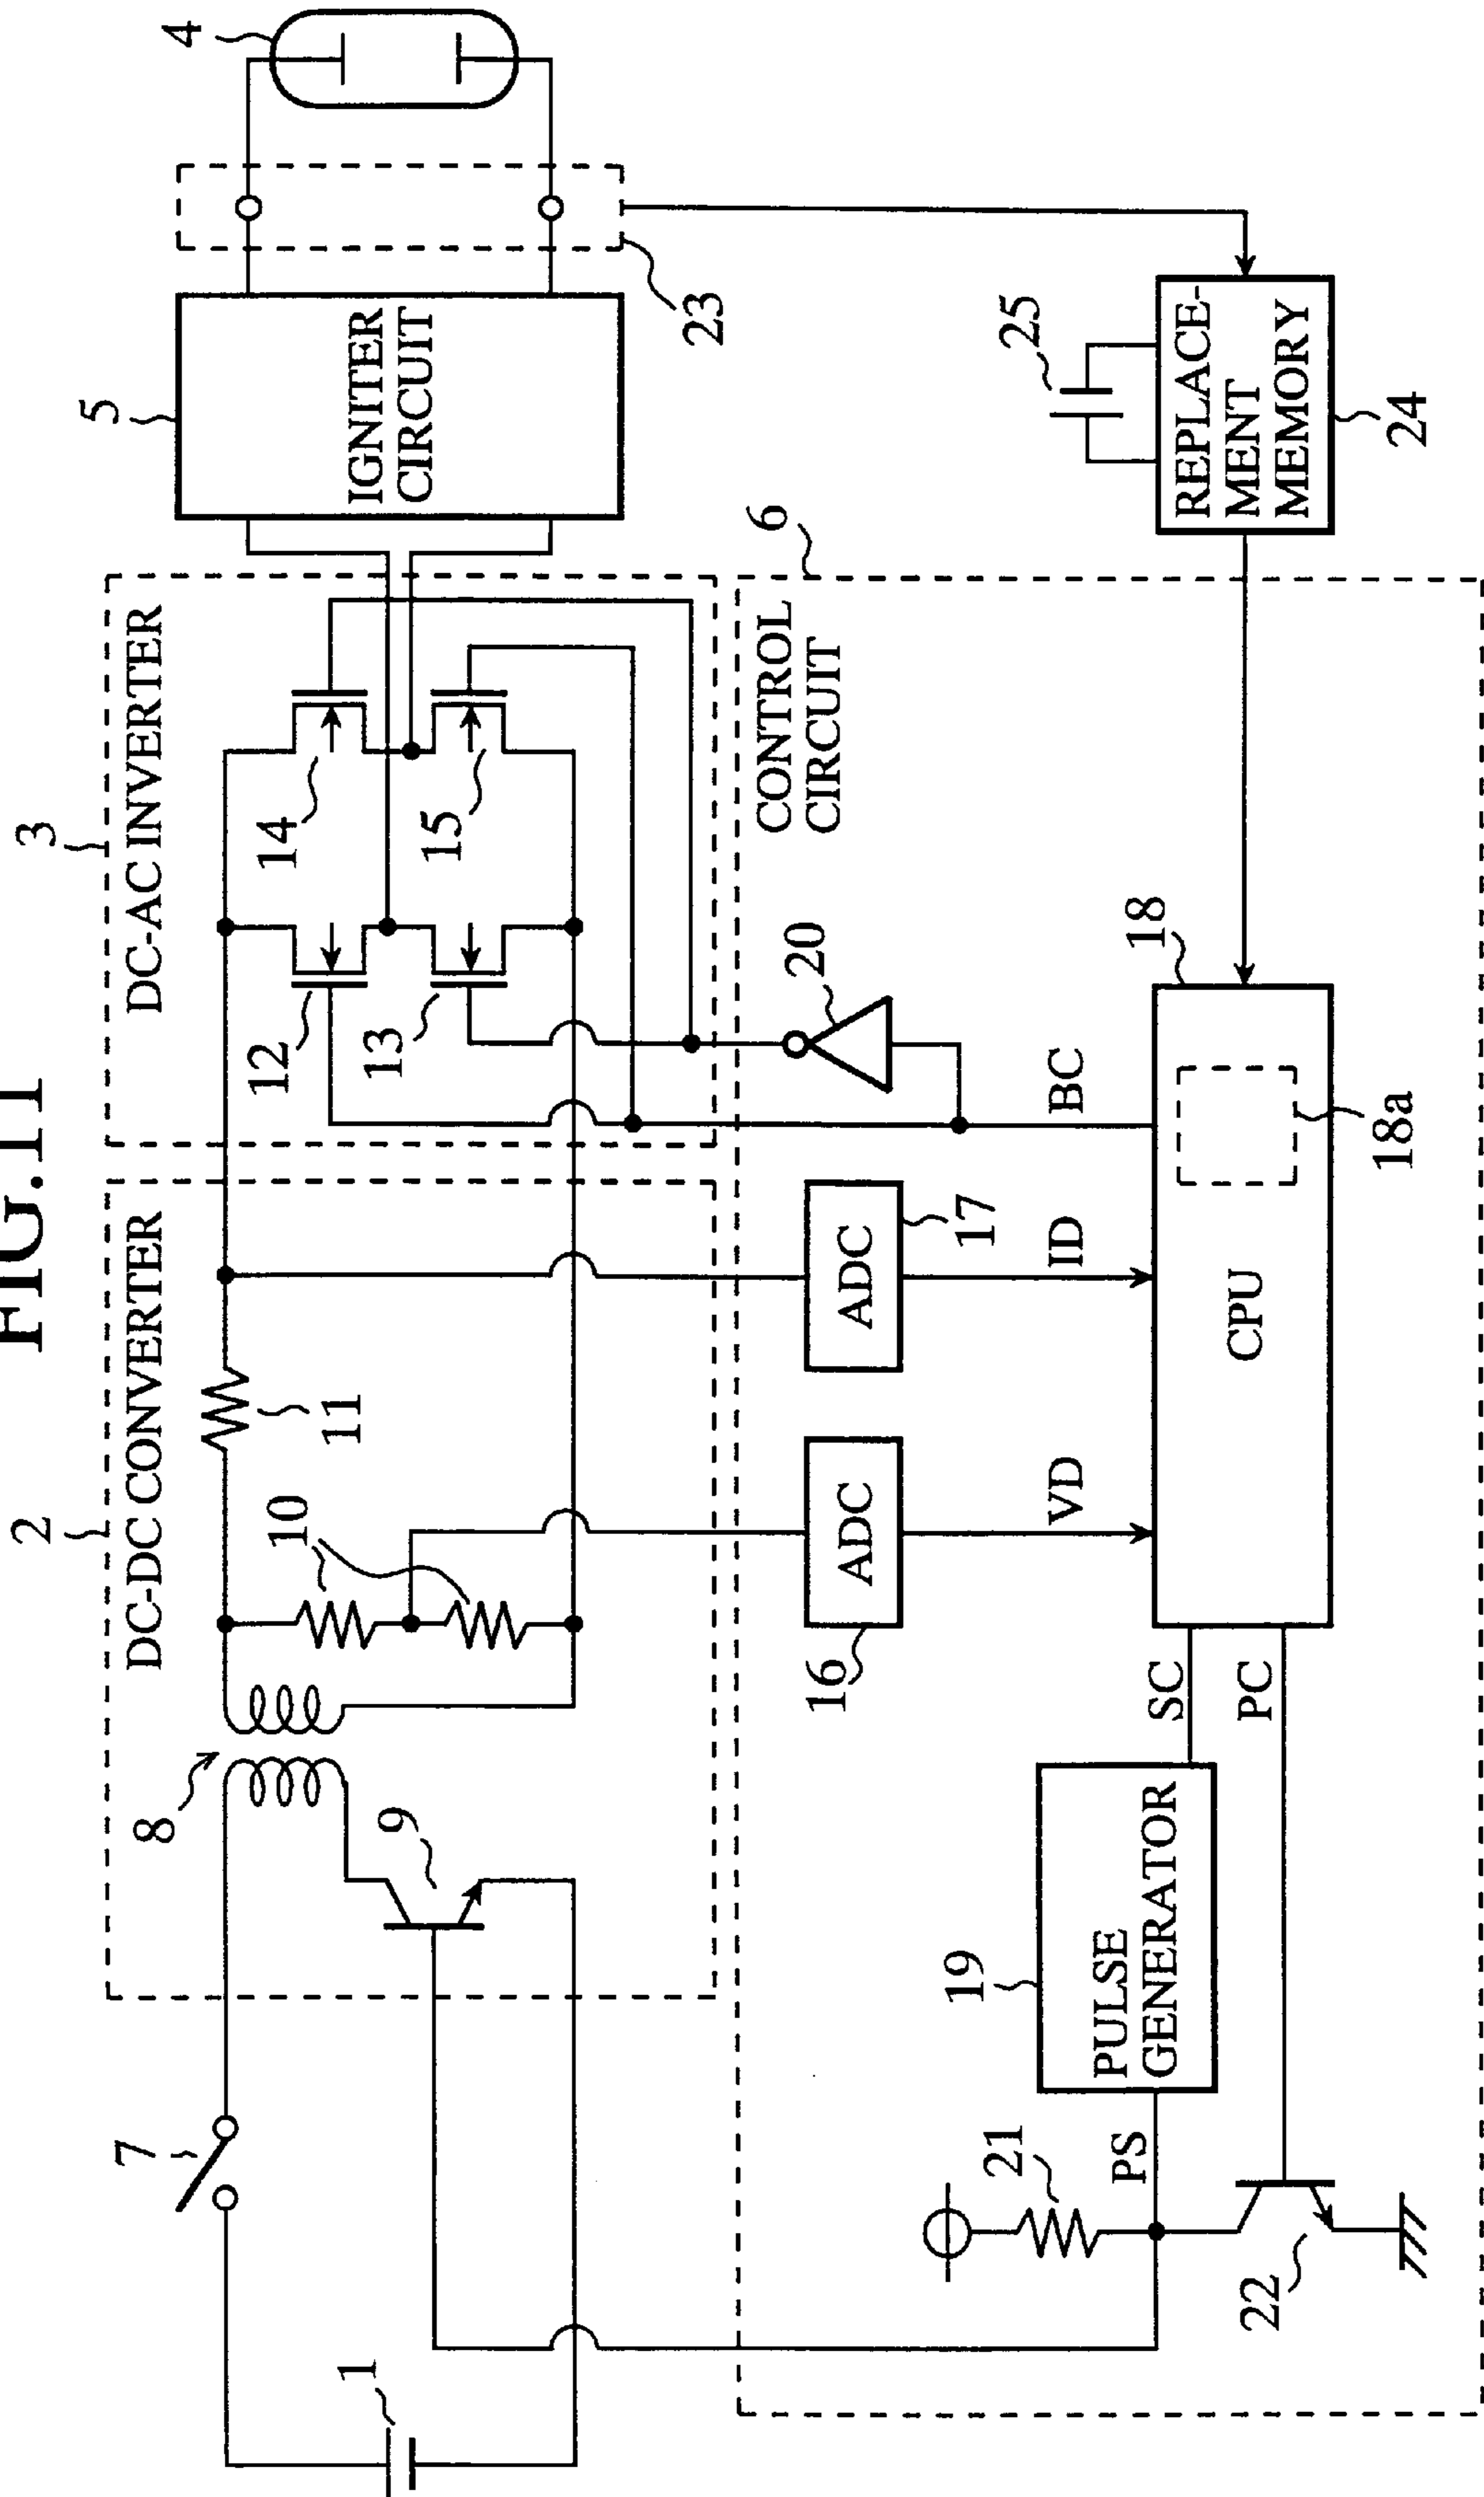 FIG.11
2
3
DC-DC CONVERTER
DC-AC INVERTER
7
8
5
4
10
11
12
14
1
9
13
15
IGNITER
CIRCUIT
23
6
CONTROL
CIRCUIT
16
ADC
ADC
17
20
19
21
PS
PULSE
GENERATOR
SC
PC
VD
ID
BC
18
25
22
CPU
18a
REPLACE-
MENT
MEMORY
24